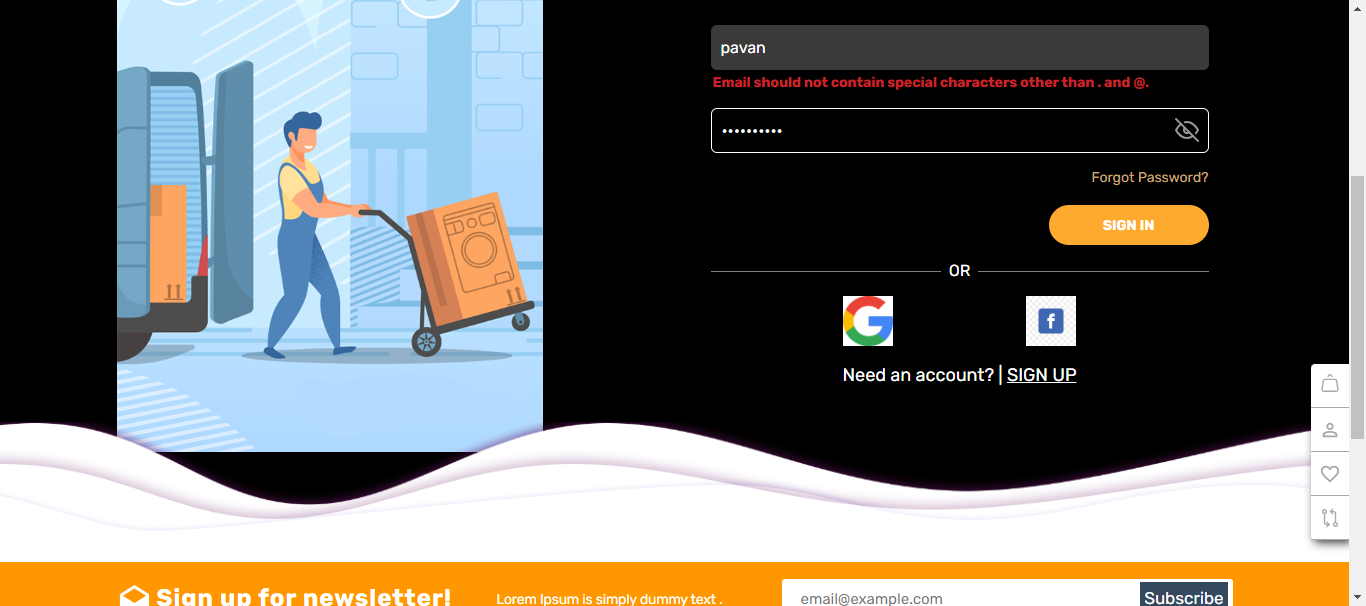 pavan
Email should not contain special characters other than . and @.
••••••••••
Forgot Password?
SIGN IN
OR
Need an account? | SIGN UP
Sign up for newsletter!
Lorem Ipsum is simply dummy text .
email@example.com
Subscribe